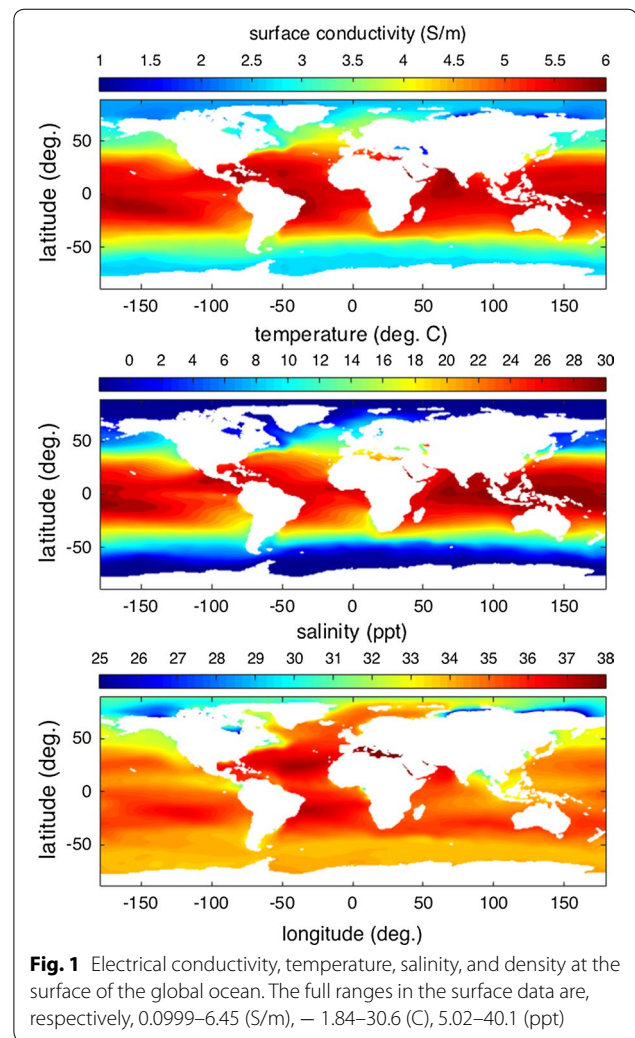 surface conductivity (S/m)
1 1.5 2 2.5 3 3.5 4 4.5 5 5.5 6
latitude (deg.)
50
0
-50
-150 -100 -50 0 50 100 150
temperature (deg. C)
0 2 4 6 8 10 12 14 16 18 20 22 24 26 28 30
latitude (deg.)
50
0
-50
-150 -100 -50 0 50 100 150
salinity (ppt)
25 26 27 28 29 30 31 32 33 34 35 36 37 38
latitude (deg.)
50
0
-50
-150 -100 -50 0 50 100 150
longitude (deg.)
Fig. 1 Electrical conductivity, temperature, salinity, and density at the
surface of the global ocean. The full ranges in the surface data are,
respectively, 0.0999–6.45 (S/m), − 1.84–30.6 (C), 5.02–40.1 (ppt)